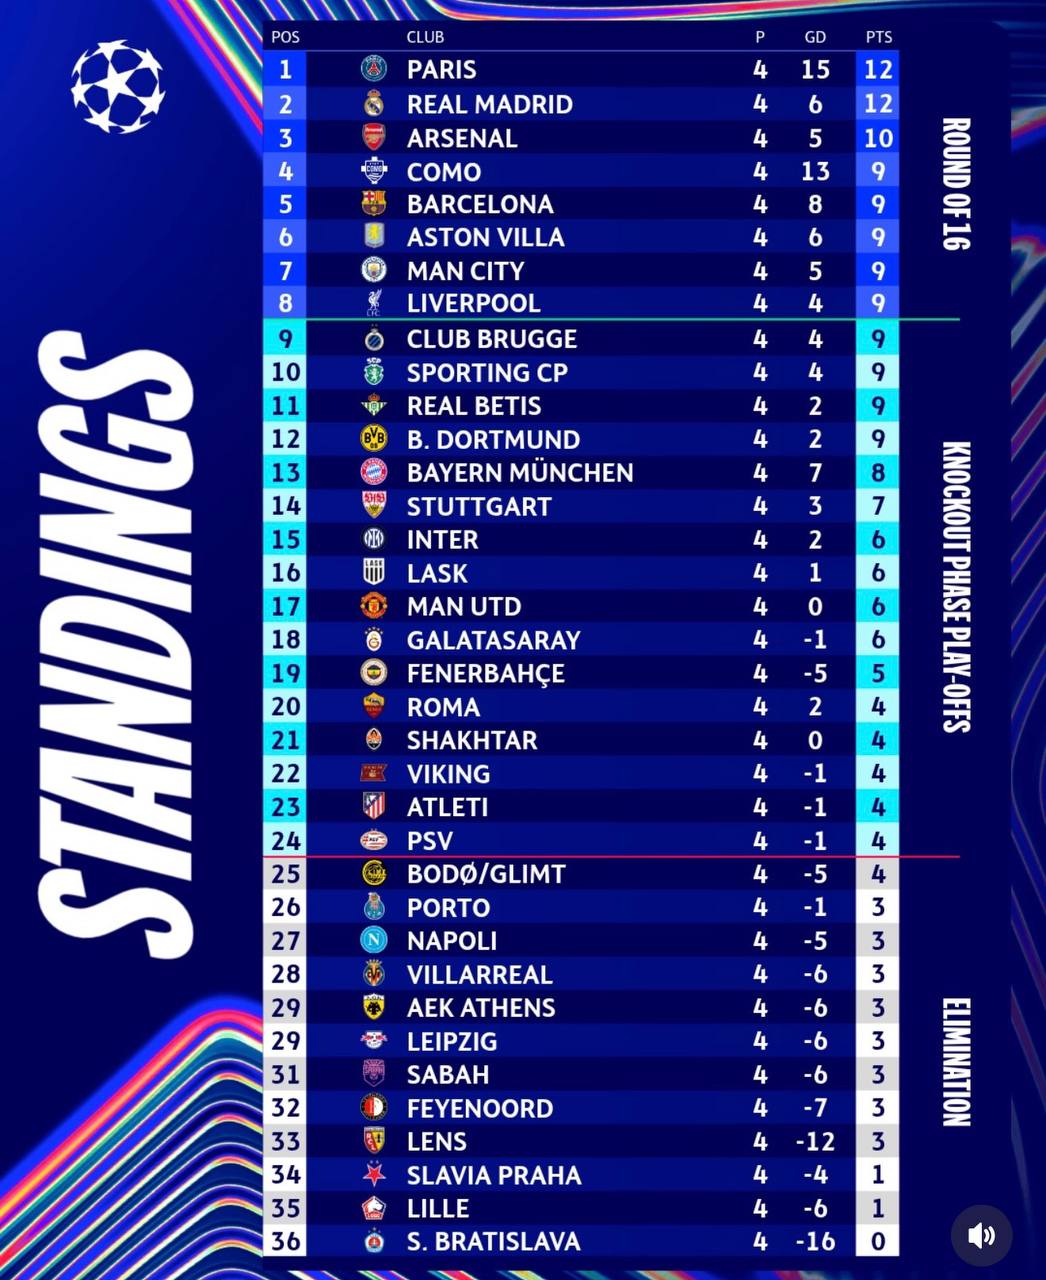 STANDINGS
POS CLUB P GD PTS
1 PARIS 4 15 12
2 REAL MADRID 4 6 12
3 ARSENAL 4 5 10
4 COMO 4 13 9
5 BARCELONA 4 8 9
6 ASTON VILLA 4 6 9
7 MAN CITY 4 5 9
8 LIVERPOOL 4 4 9
ROUND OF 16
9 CLUB BRUGGE 4 4 9
10 SPORTING CP 4 4 9
11 REAL BETIS 4 2 9
12 B. DORTMUND 4 2 9
13 BAYERN MÜNCHEN 4 7 8
14 STUTTGART 4 3 7
15 INTER 4 2 6
16 LASK 4 1 6
17 MAN UTD 4 0 6
18 GALATASARAY 4 -1 6
19 FENERBAHÇE 4 -5 5
20 ROMA 4 2 4
21 SHAKHTAR 4 0 4
22 VIKING 4 -1 4
23 ATLETI 4 -1 4
24 PSV 4 -1 4
KNOCKOUT PHASE PLAY-OFFS
25 BODØ/GLIMT 4 -5 4
26 PORTO 4 -1 3
27 NAPOLI 4 -5 3
28 VILLARREAL 4 -6 3
29 AEK ATHENS 4 -6 3
29 LEIPZIG 4 -6 3
31 SABAH 4 -6 3
32 FEYENOORD 4 -7 3
33 LENS 4 -12 3
34 SLAVIA PRAHA 4 -4 1
35 LILLE 4 -6 1
36 S. BRATISLAVA 4 -16 0
ELIMINATION